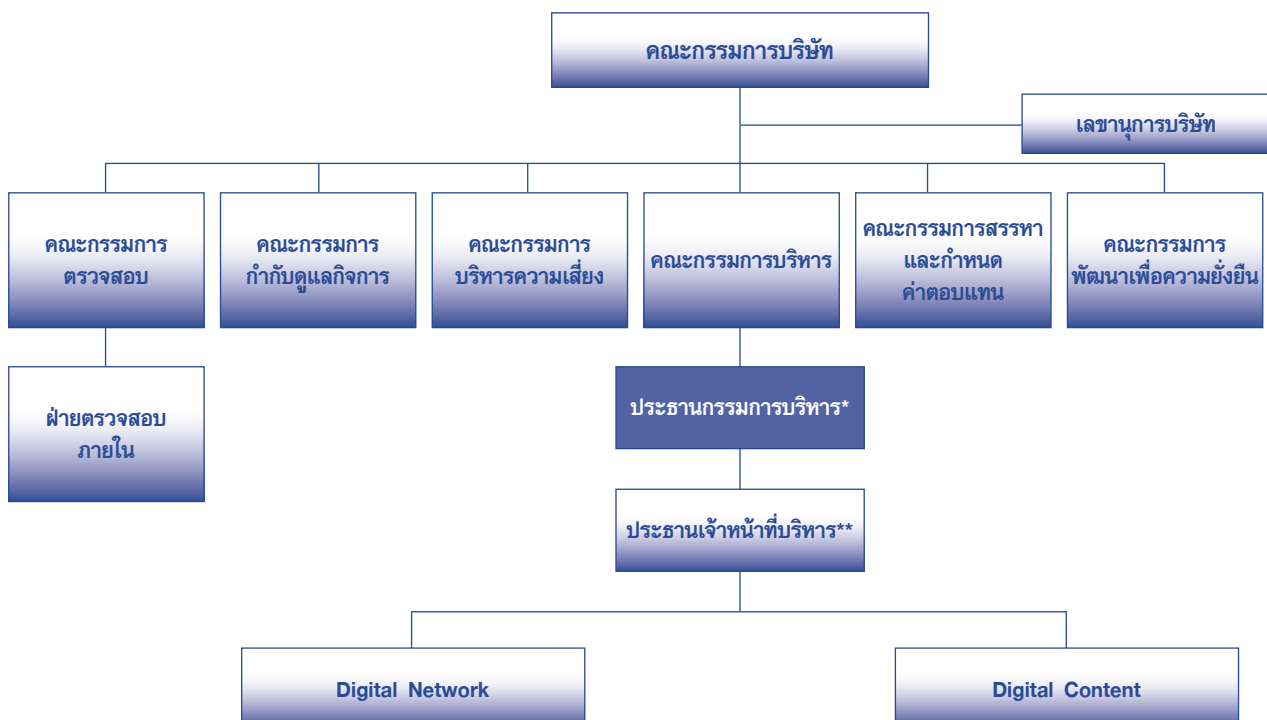 คณะกรรมการบริษัท
เลขานุการบริษัท
คณะกรรมการ
ตรวจสอบ
คณะกรรมการ
กำกับดูแลกิจการ
คณะกรรมการ
บริหารความเสี่ยง
คณะกรรมการบริหาร
คณะกรรมการสรรหา
และกำหนด
ค่าตอบแทน
คณะกรรมการ
พัฒนาเพื่อความยั่งยืน
ฝ่ายตรวจสอบ
ภายใน
ประธานกรรมการบริหาร*
ประธานเจ้าหน้าที่บริหาร**
Digital Network
Digital Content